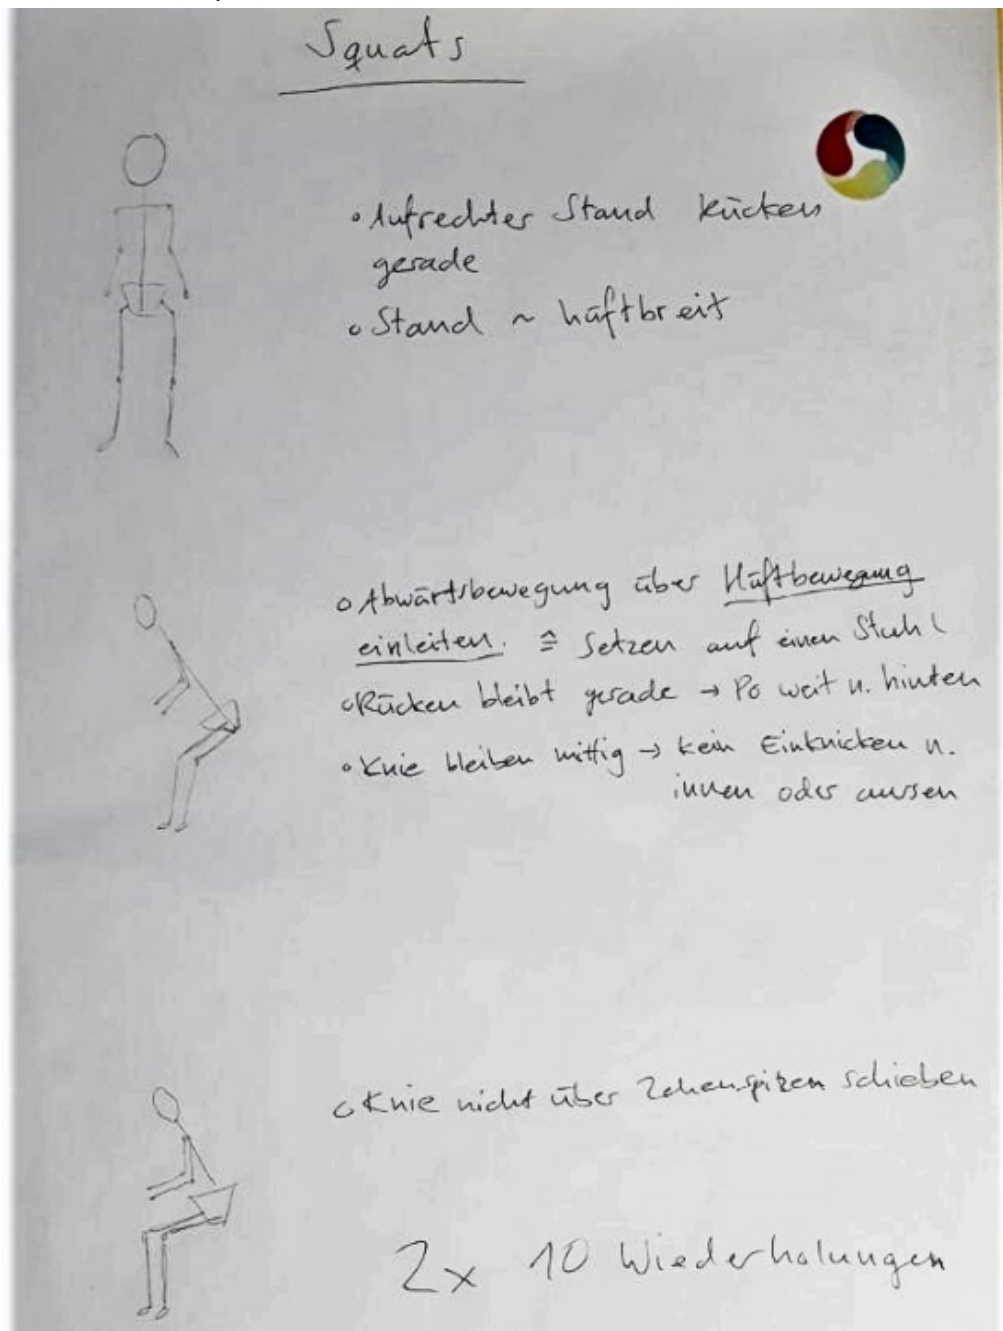 Squats
• Aufrechter Stand Rücken
gerade
• Stand ~ hüftbreit
• Abwärtsbewegung über Hüftbewegung
einleiten. ≙ Setzen auf einen Stuhl
• Rücken bleibt gerade → Po weit n. hinten
• Knie bleiben mittig → kein Einknicken n.
innen oder aussen
• Knie nicht über Zehenspitzen schieben
2x 10 Wiederholungen